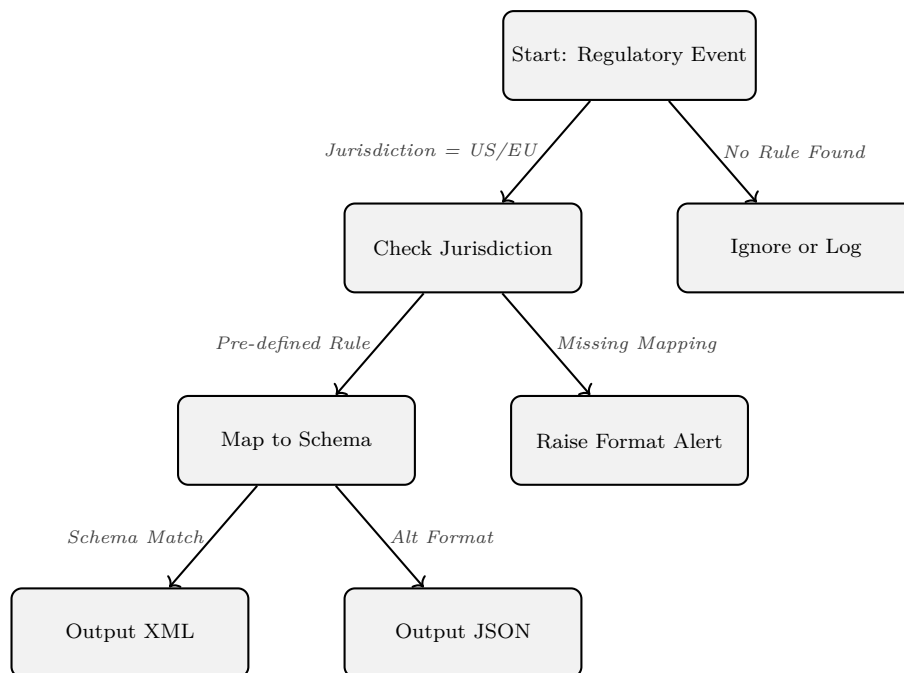 Start: Regulatory Event
Jurisdiction = US/EU
No Rule Found
Check Jurisdiction
Ignore or Log
Pre-defined Rule
Missing Mapping
Map to Schema
Raise Format Alert
Schema Match
Alt Format
Output XML
Output JSON